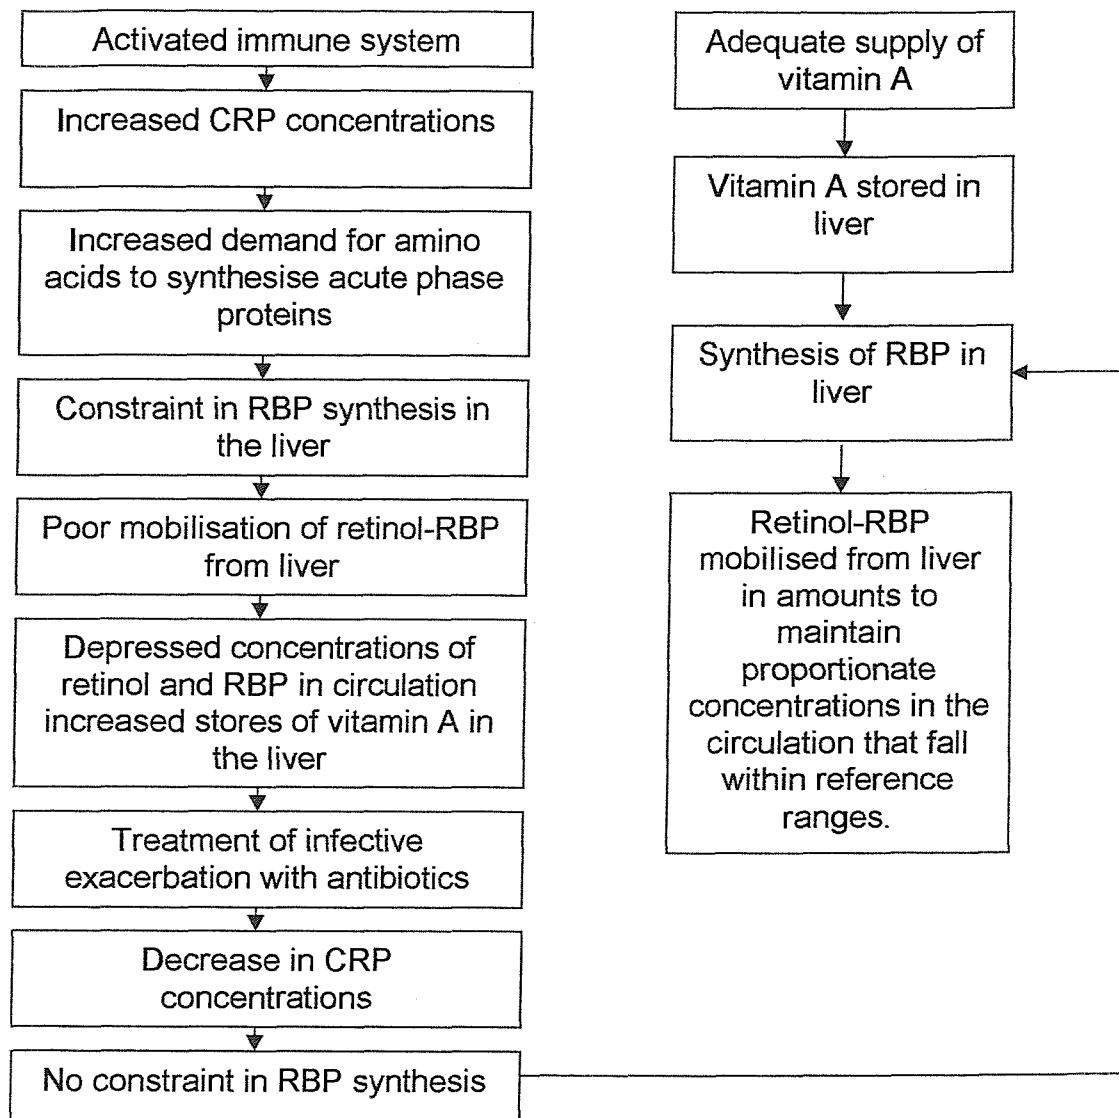 Activated immune system
Increased CRP concentrations
Increased demand for amino
acids to synthesise acute phase
proteins
Constraint in RBP synthesis in
the liver
Poor mobilisation of retinol-RBP
from liver
Depressed concentrations of
retinol and RBP in circulation
increased stores of vitamin A in
the liver
Treatment of infective
exacerbation with antibiotics
Decrease in CRP
concentrations
No constraint in RBP synthesis
Adequate supply of
vitamin A
Vitamin A stored in
liver
Synthesis of RBP in
liver
Retinol-RBP
mobilised from liver
in amounts to
maintain
proportionate
concentrations in the
circulation that fall
within reference
ranges.